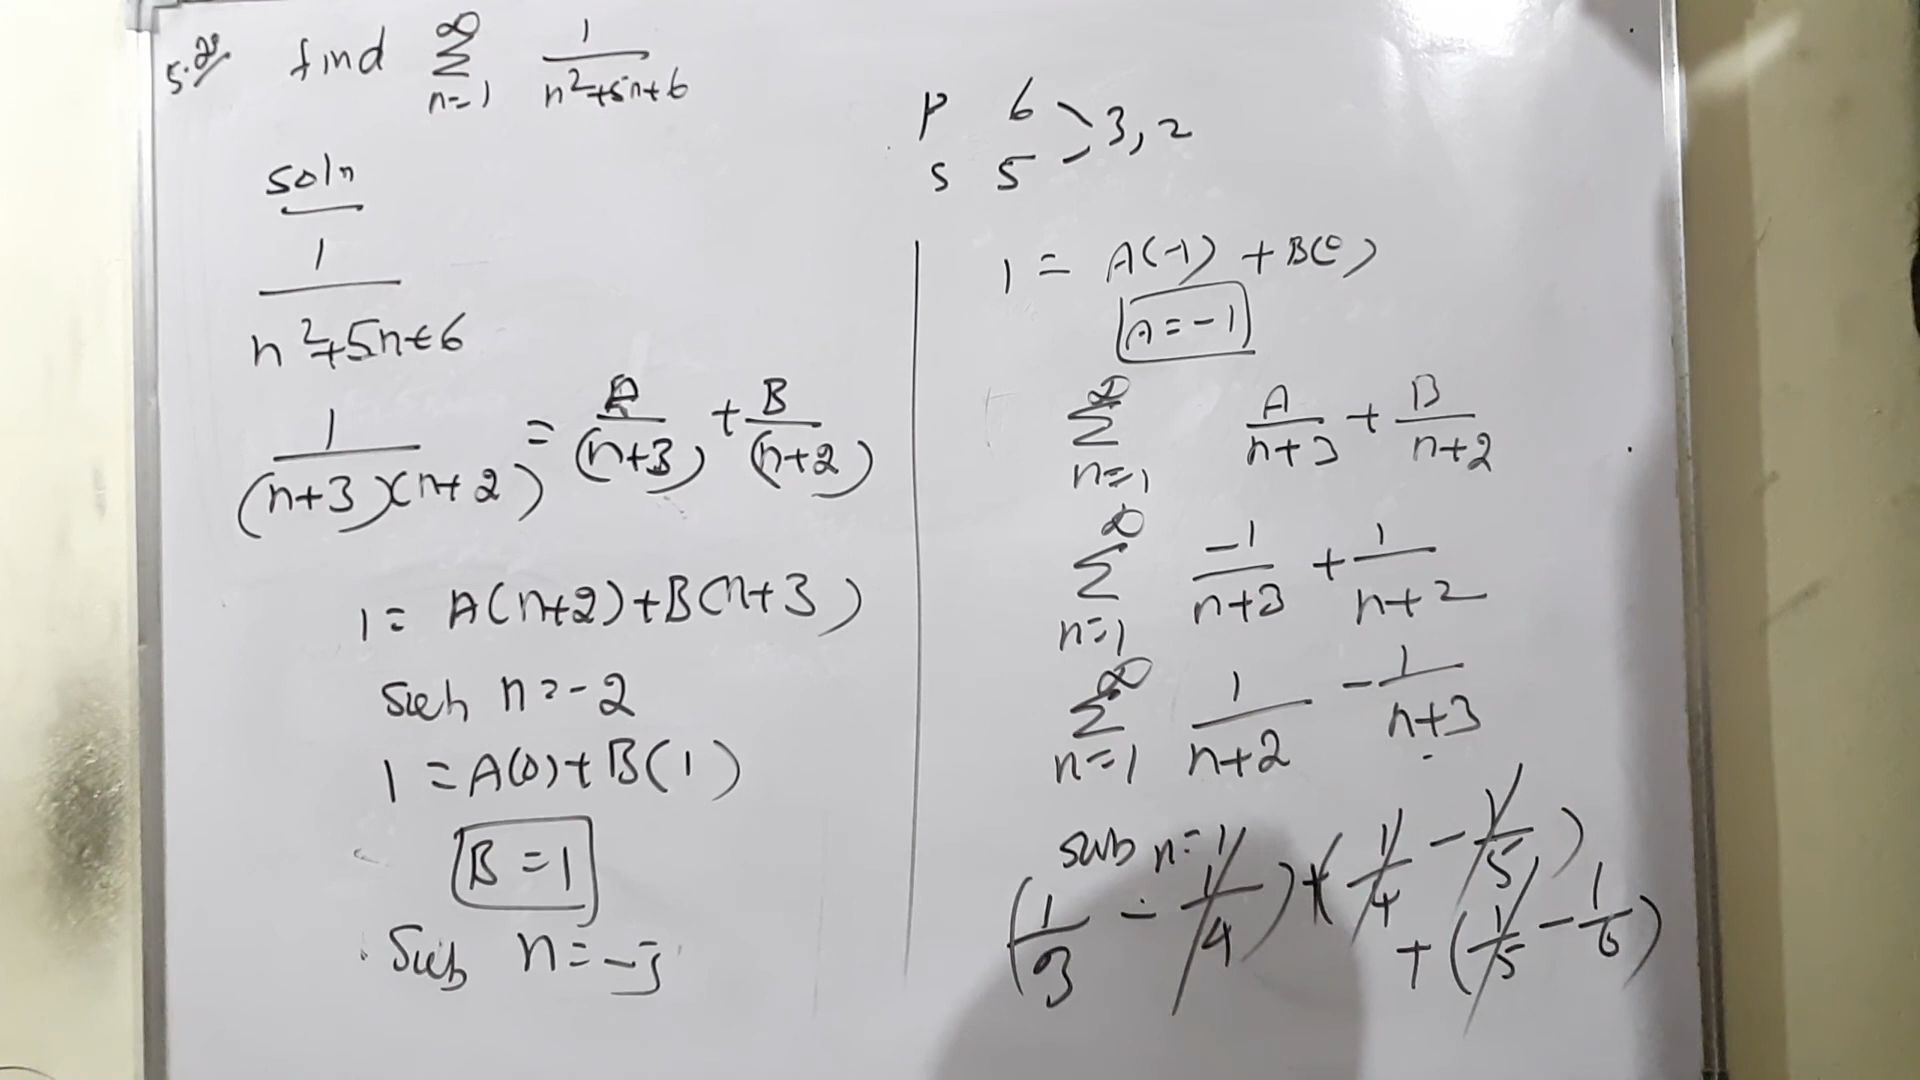 5.28 find ∞ Σ n=1 1/(n²+5n+6)
P 6 > 3, 2
S 5
soln
1/(n²+5n+6)
1/((n+3)(n+2)) = A/(n+3) + B/(n+2)
1 = A(n+2)+B(n+3)
Sub n=-2
1 = A(0)+B(1)
B=1
Sub n=-3
1 = A(-1) + B(0)
A=-1
∞ Σ n=1 A/(n+3) + B/(n+2)
∞ Σ n=1 -1/(n+3) + 1/(n+2)
∞ Σ n=1 1/(n+2) - 1/(n+3)
sub n=1
(1/3 - 1/4) + (1/4 - 1/5)
+ (1/5 - 1/6)